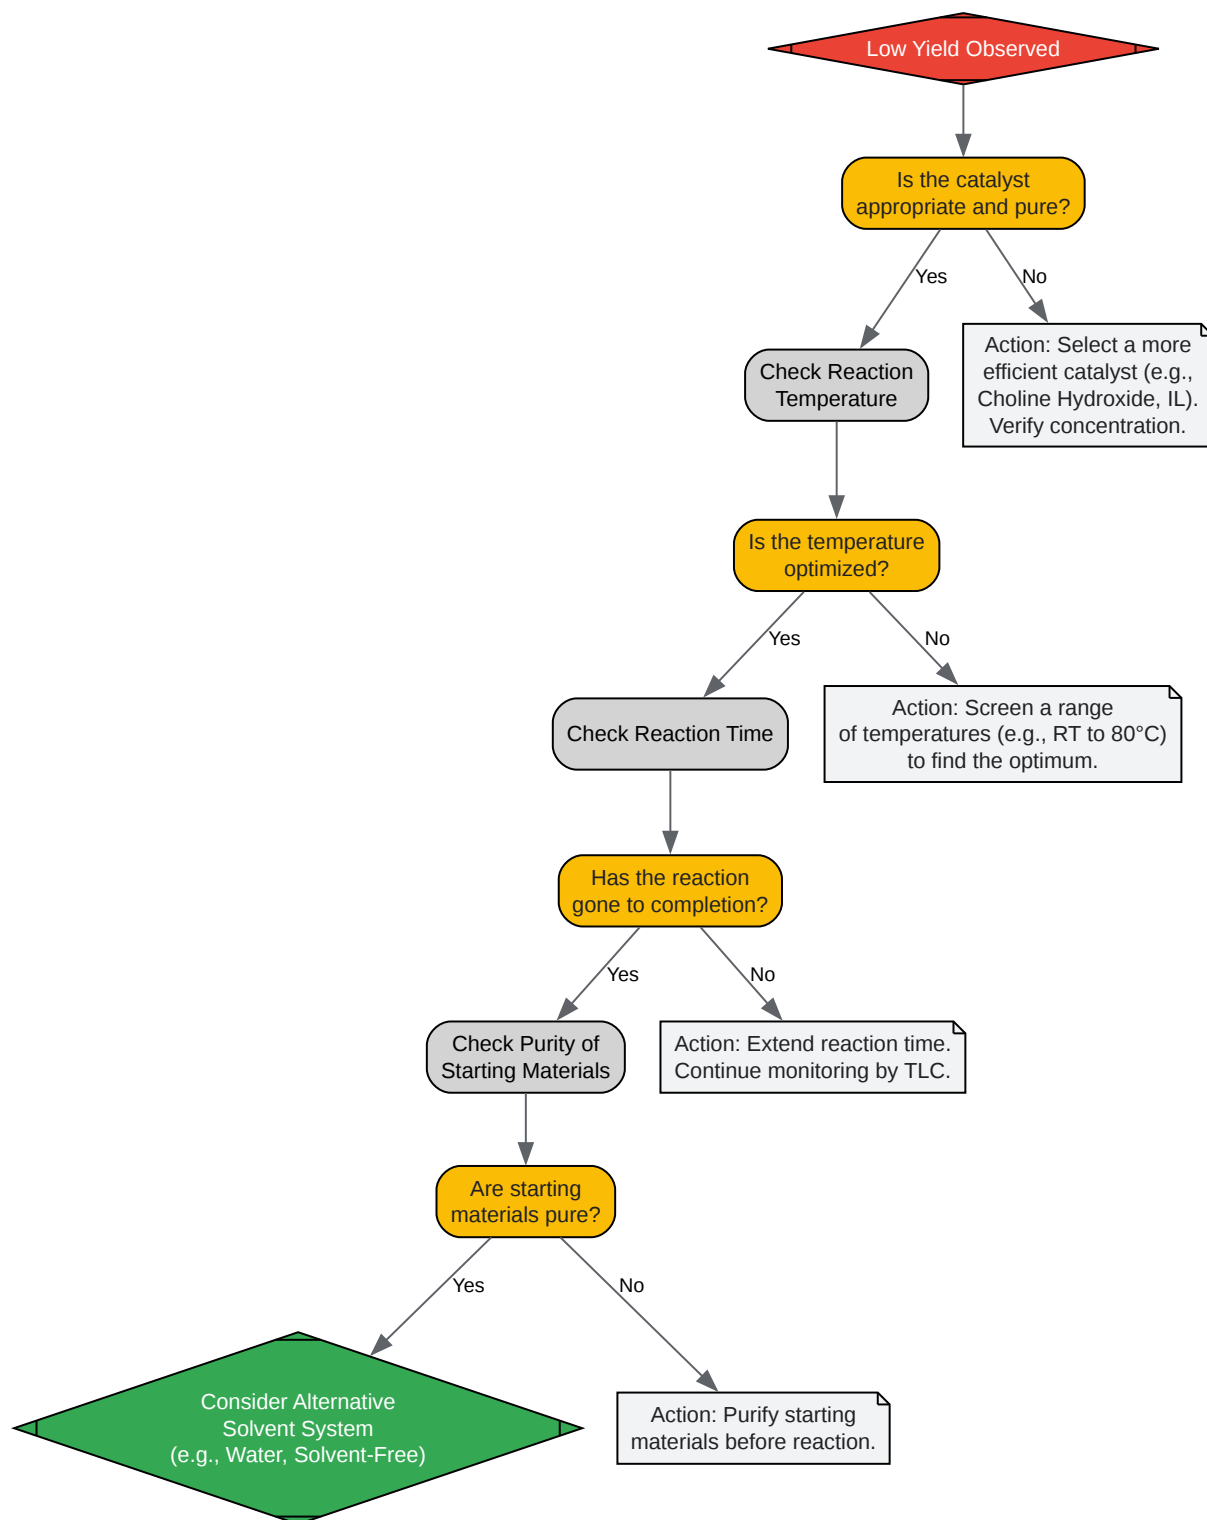 Low Yield Observed
Is the catalyst
appropriate and pure?
Yes
No
Check Reaction
Temperature
Action: Select a more
efficient catalyst (e.g.,
Choline Hydroxide, IL).
Verify concentration.
Is the temperature
optimized?
Yes
No
Check Reaction Time
Action: Screen a range
of temperatures (e.g., RT to 80°C)
to find the optimum.
Has the reaction
gone to completion?
Yes
No
Check Purity of
Starting Materials
Action: Extend reaction time.
Continue monitoring by TLC.
Are starting
materials pure?
Yes
No
Consider Alternative
Solvent System
(e.g., Water, Solvent-Free)
Action: Purify starting
materials before reaction.